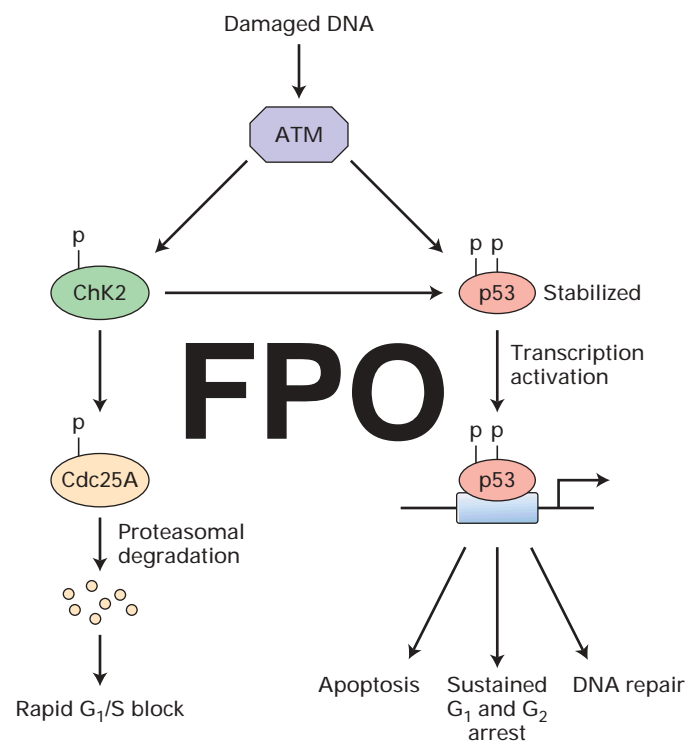 Damaged DNA
ATM
p
p p
ChK2
p53 Stabilized
FPO
Transcription
activation
p
p p
Cdc25A
p53
Proteasomal
degradation
Apoptosis
Sustained
G1 and G2
arrest
DNA repair
Rapid G1/S block